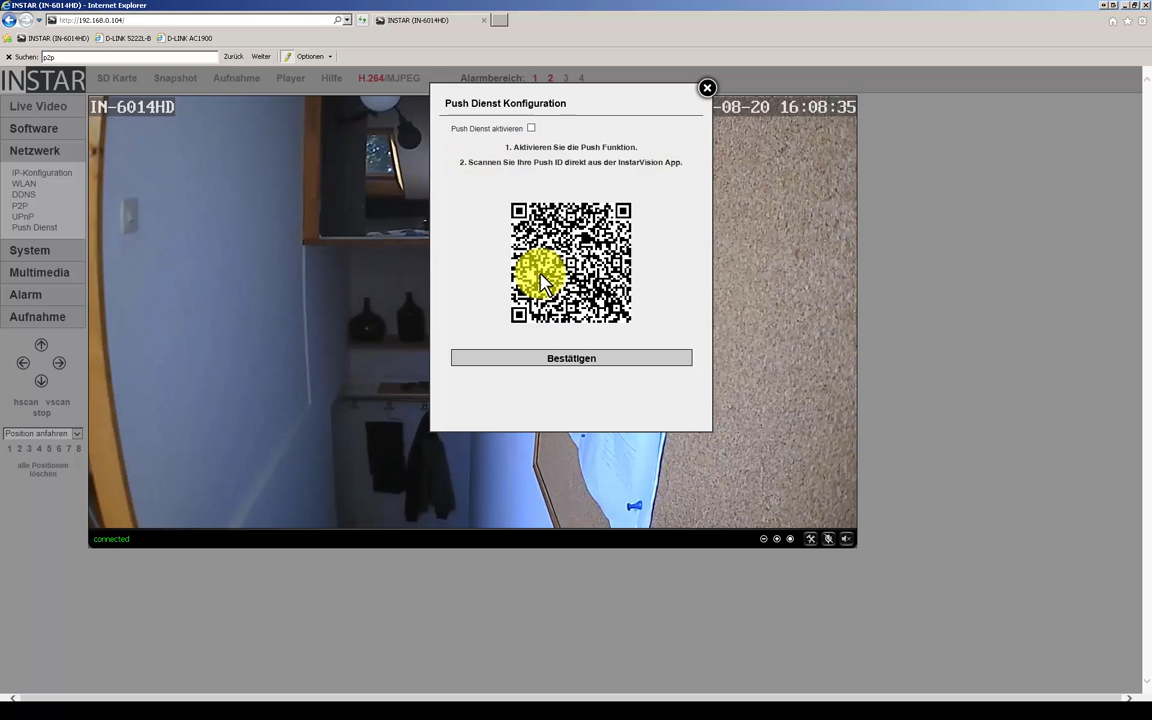 INSTAR (IN-6014HD) - Internet Explorer
http://192.168.0.104/
INSTAR (IN-6014HD)
INSTAR (IN-6014HD) D-LINK 5222L-B D-LINK AC1900
Suchen: p2p Zurück Weiter Optionen
INSTAR SD Karte Snapshot Aufnahme Player Hilfe H.264/MJPEG Alarmbereich: 1 2 3 4
Live Video
Software
Netzwerk
IP-Konfiguration
WLAN
DDNS
P2P
UPnP
Push Dienst
System
Multimedia
Alarm
Aufnahme
hscan vscan
stop
Position anfahren
1 2 3 4 5 6 7 8
alle Positionen
löschen
IN-6014HD
-08-20 16:08:35
Push Dienst Konfiguration
Push Dienst aktivieren
1. Aktivieren Sie die Push Funktion.
2. Scannen Sie Ihre Push ID direkt aus der InstarVision App.
Bestätigen
connected